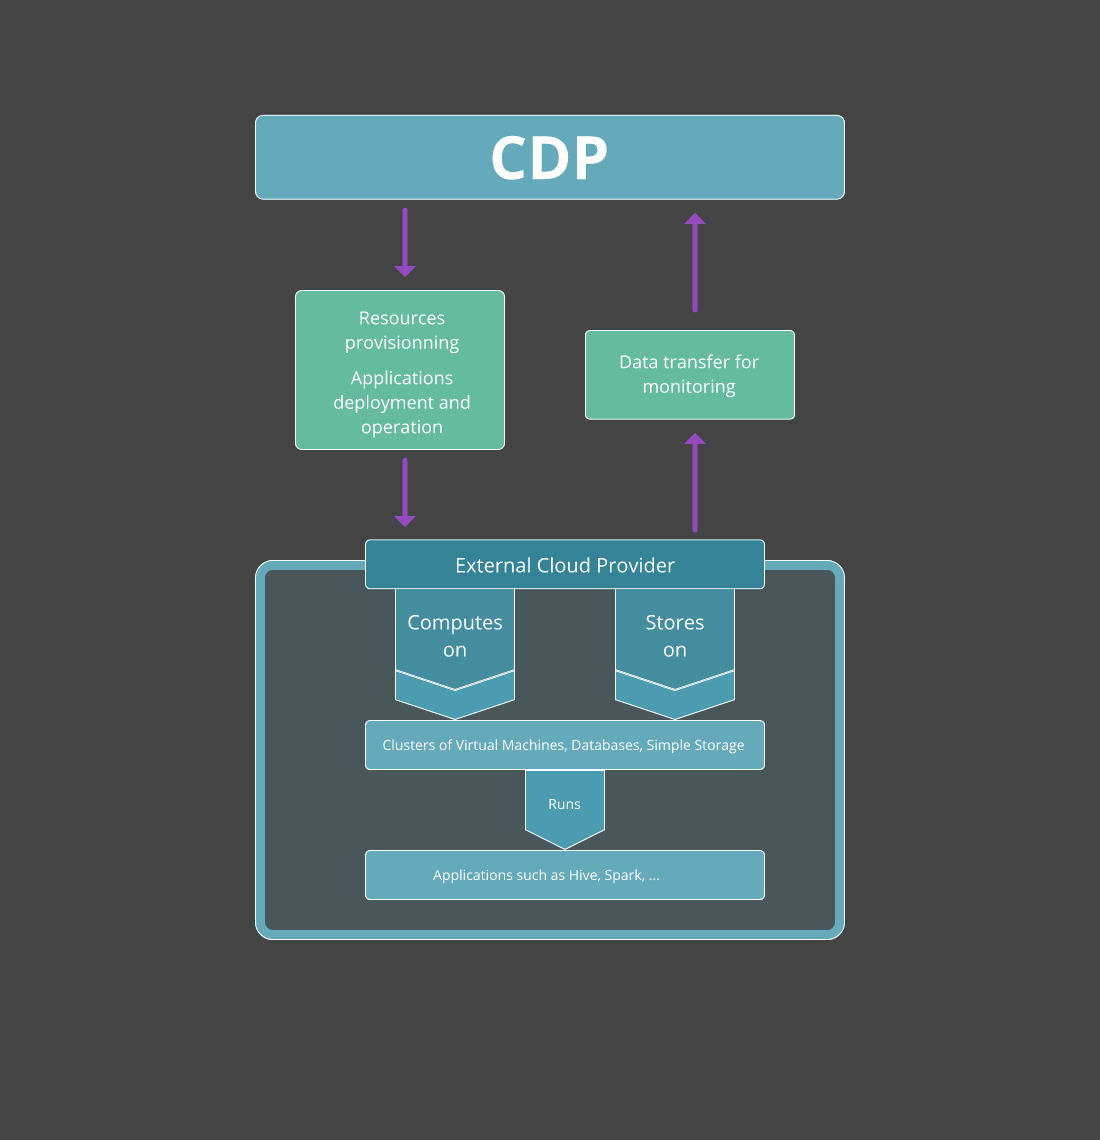 CDP
Resources
provisionning
Applications
deployment and
operation
Data transfer for
monitoring
External Cloud Provider
Computes
on
Stores
on
Clusters of Virtual Machines, Databases, Simple Storage
Runs
Applications such as Hive, Spark, ...